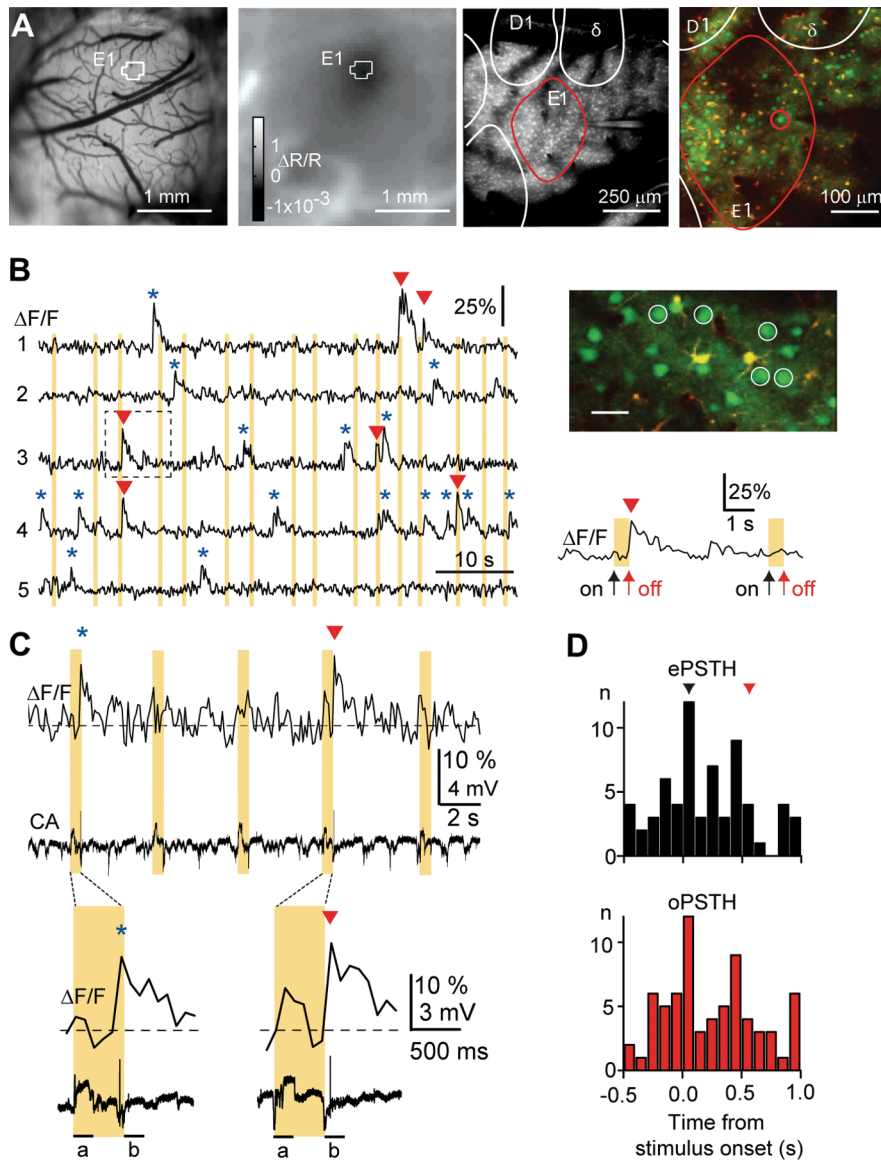 A
E1
1 mm
E1
1
0
-1x10⁻³
ΔR/R
1 mm
D1
δ
E1
250 μm
D1
δ
E1
100 μm
B
ΔF/F
25%
1
2
3
4
5
10 s
* * * * * * * * * * * * * * * *
25%
1 s
ΔF/F
on
off
on
off
C
*
ΔF/F
10 %
4 mV
2 s
CA
*
ΔF/F
10 %
3 mV
500 ms
a
b
a
b
D
ePSTH
n
10
5
0
oPSTH
n
10
5
0
-0.5
0.0
0.5
1.0
Time from
stimulus onset (s)